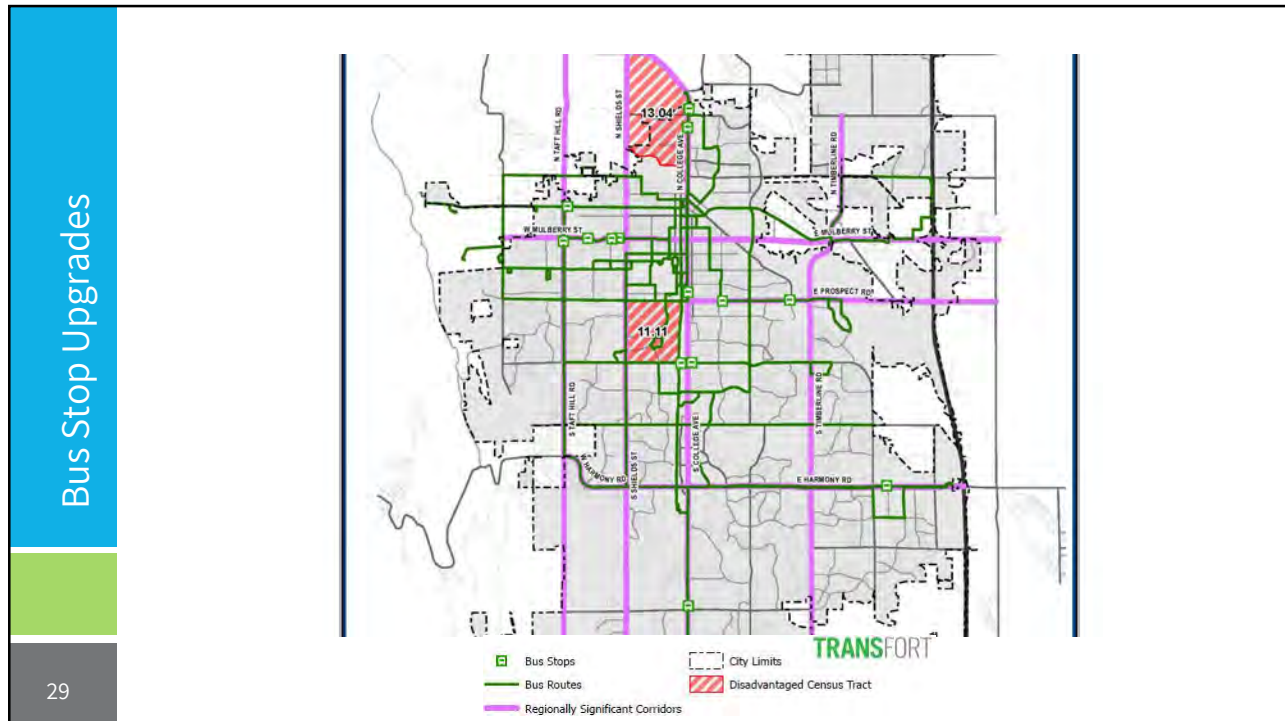 Bus Stop Upgrades
29
13.04
N TAFT HILL RD
N SHIELDS ST
N COLLEGE AVE
N TIMBERLINE RD
W MULBERRY ST
E MULBERRY ST
E PROSPECT RD
11.11
S TAFT HILL RD
S SHIELDS ST
S COLLEGE AVE
S TIMBERLINE RD
W HARMONY RD
E HARMONY RD
TRANSFORT
Bus Stops
City Limits
Bus Routes
Disadvantaged Census Tract
Regionally Significant Corridors